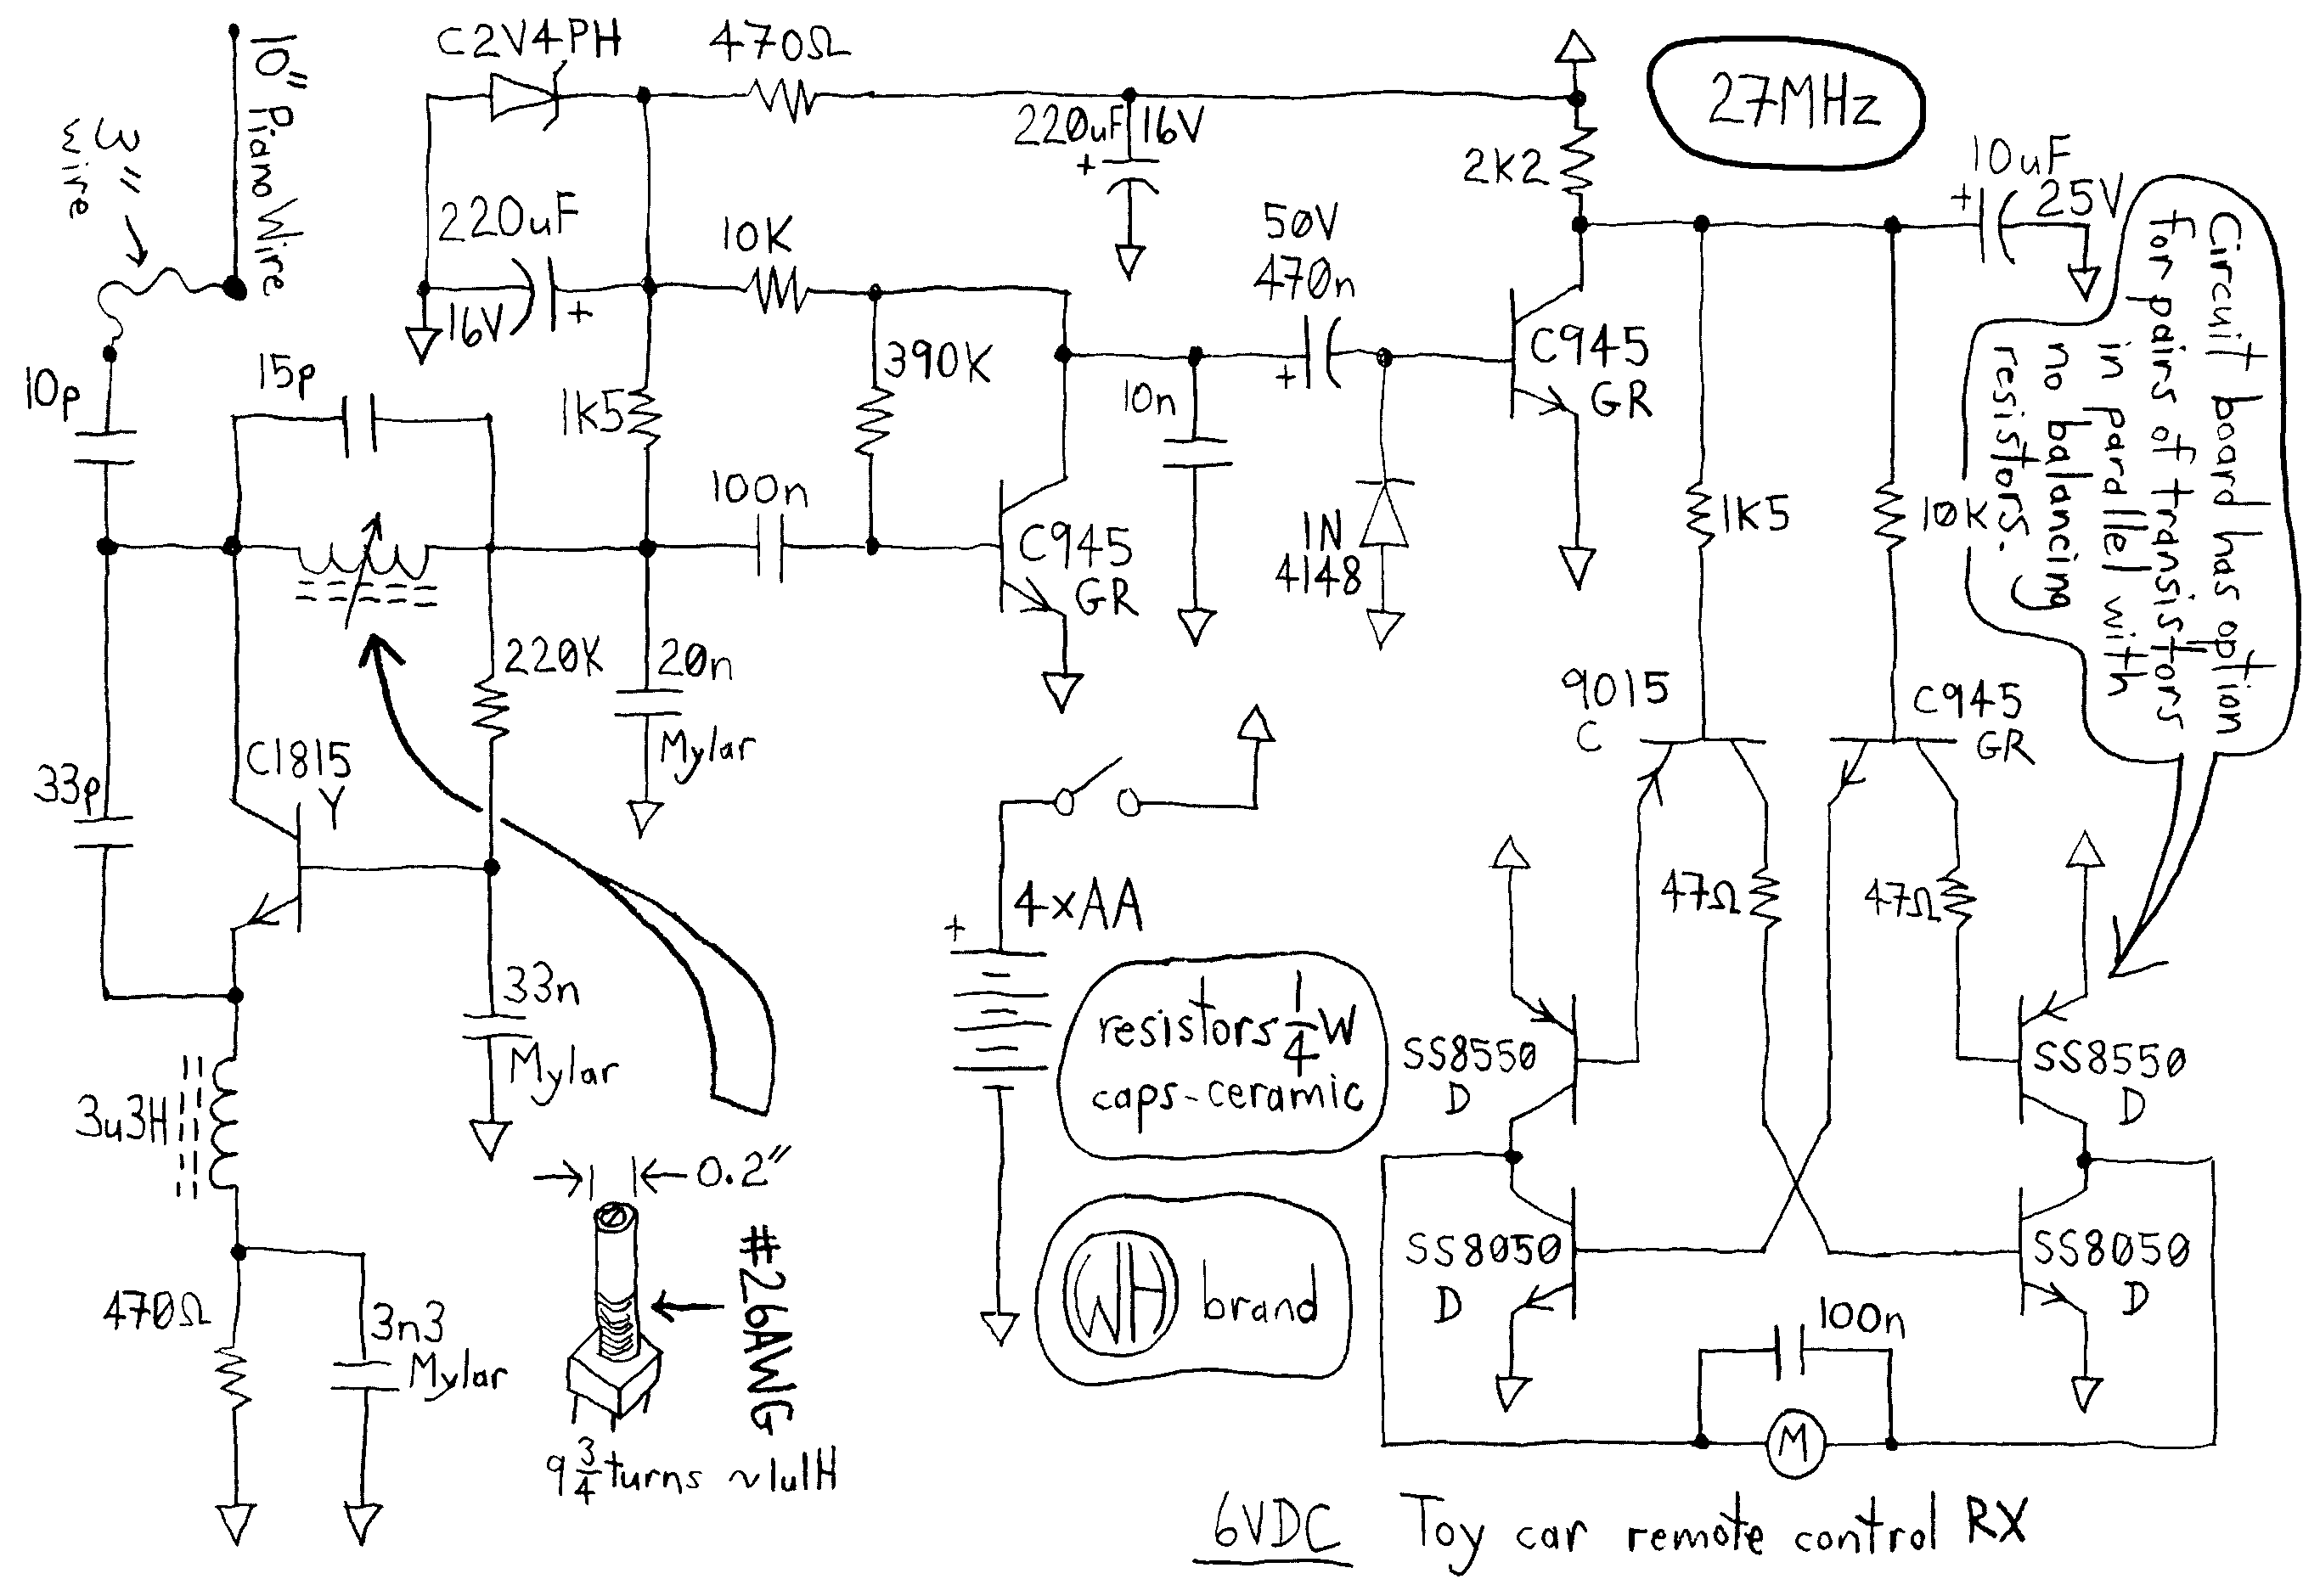 C2V4PH
470Ω
27MHz
10" Piano Wire
3"
wire
220uF 16V
+
2K2
10uF
+
25V
220uF
16V
+
10K
50V
470n
+
Circuit board has option
for pairs of transistors
in parallel with
no balancing
resistors.
10p
15p
1K5
390K
10n
C945
GR
100n
C945
GR
1N
4148
1K5
10K
220K
20n
Mylar
9015
C
C945
GR
33p
C1815
Y
4xAA
+
47Ω
47Ω
33n
Mylar
resistors 1/4 W
caps-ceramic
SS8550
D
SS8550
D
3u3H
0.2"
#26AWG
WH brand
SS8050
D
SS8050
D
470Ω
3n3
Mylar
100n
M
9 3/4 turns ~1u1H
6VDC Toy car remote control RX